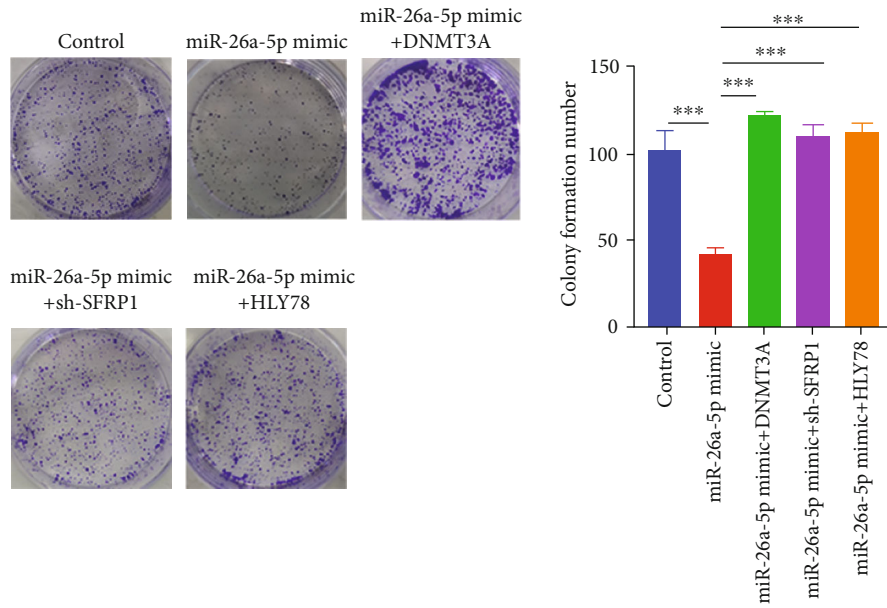 Control
miR-26a-5p mimic
miR-26a-5p mimic
+DNMT3A
miR-26a-5p mimic
+sh-SFRP1
miR-26a-5p mimic
+HLY78
***
***
***
***
Colony formation number
150
100
50
0
Control
miR-26a-5p mimic
miR-26a-5p mimic+DNMT3A
miR-26a-5p mimic+sh-SFRP1
miR-26a-5p mimic+HLY78